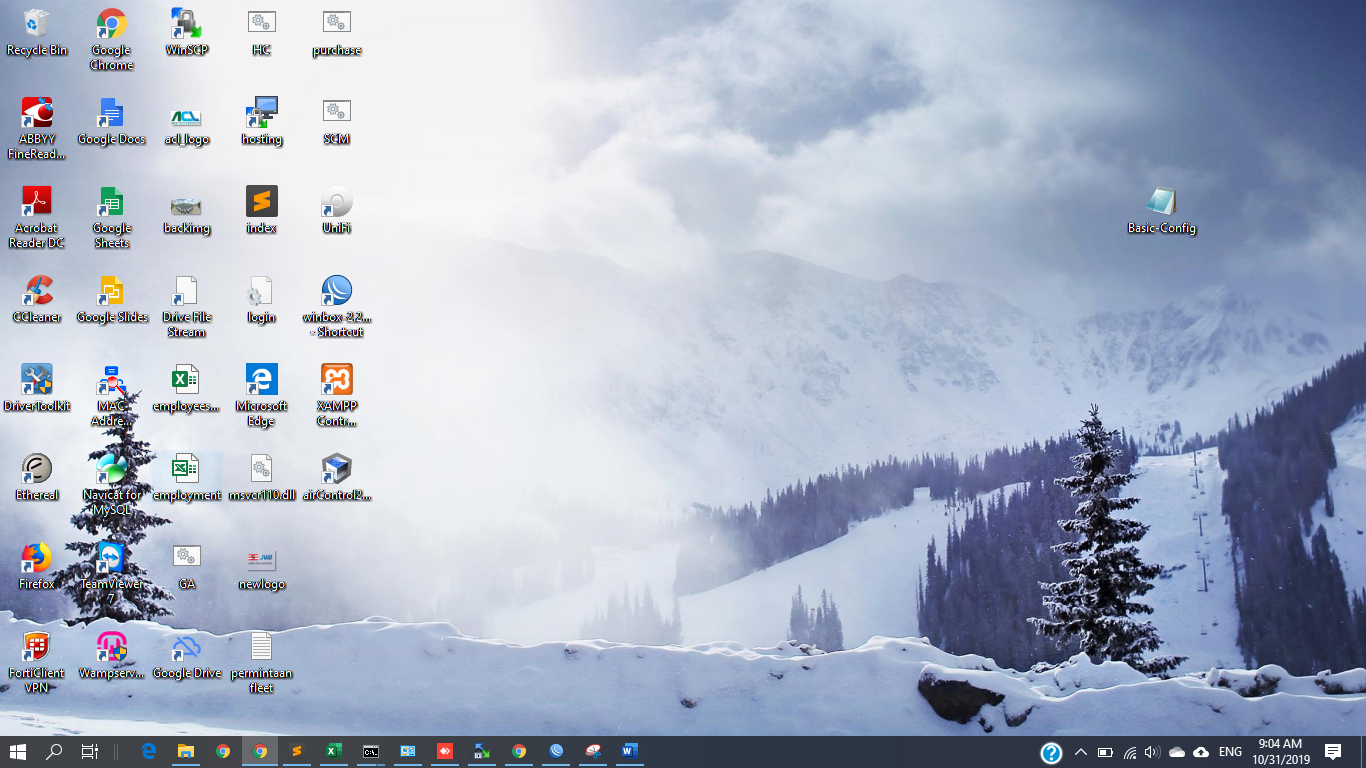 Recycle Bin
Google
Chrome
WinSCP
HC
purchase
ABBYY
FineRead...
Google Docs
ACL
acl_logo
hosting
SCM
Acrobat
Reader DC
Google
Sheets
backimg
index
UniFi
CCleaner
Google Slides
Drive File
Stream
login
winbox-2.2...
- Shortcut
DriverToolkit
MAC
Addre...
employees...
Microsoft
Edge
XAMPP
Contr...
Ethereal
Navicat for
MySQL
employment
msvcr110.dll
airControl2...
Firefox
TeamViewer
7
GA
newlogo
FortiClient
VPN
Wampserv...
Google Drive
permintaan
fleet
Basic-Config
ENG
9:04 AM
10/31/2019